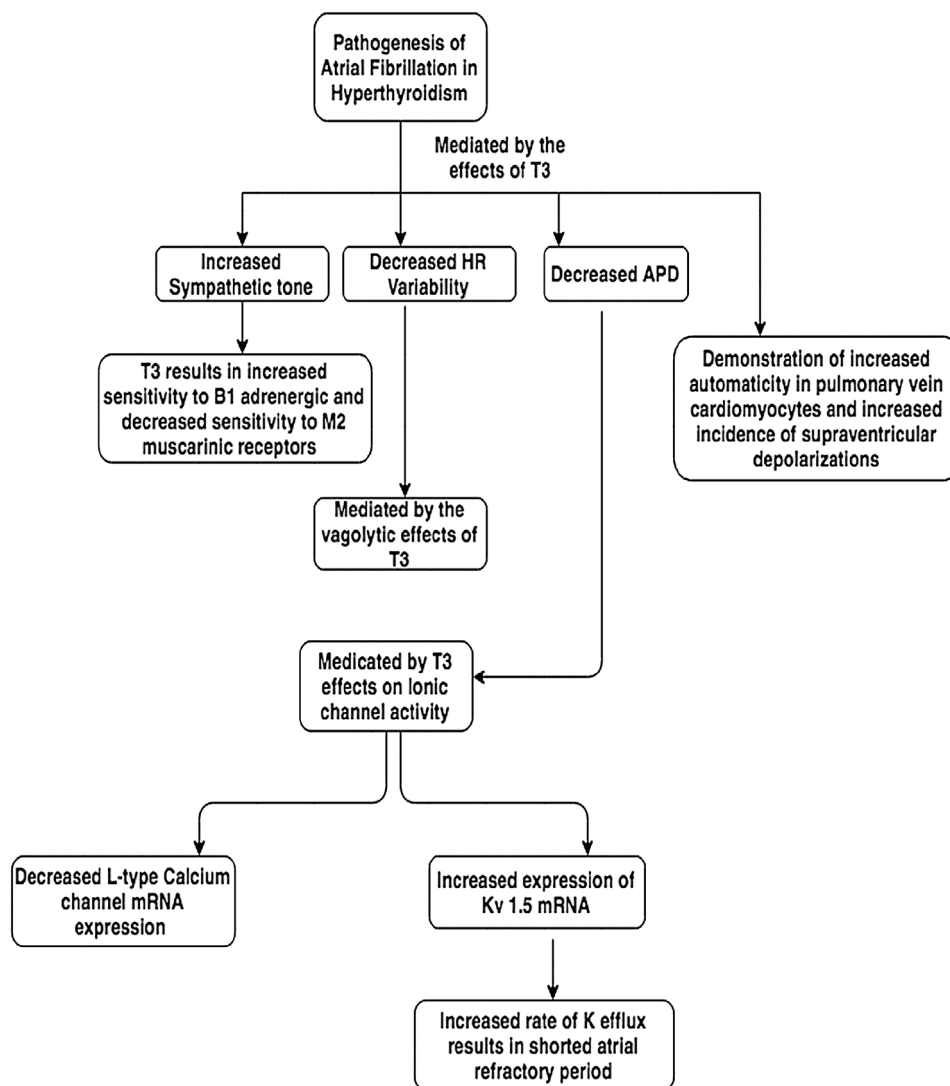 Pathogenesis of
Atrial Fibrillation in
Hyperthyroidism
Mediated by the
effects of T3
Increased
Sympathetic tone
Decreased HR
Variability
Decreased APD
T3 results in increased
sensitivity to B1 adrenergic and
decreased sensitivity to M2
muscarinic receptors
Demonstration of increased
automaticity in pulmonary vein
cardiomyocytes and increased
incidence of supraventricular
depolarizations
Mediated by the
vagolytic effects of
T3
Medicated by T3
effects on Ionic
channel activity
Decreased L-type Calcium
channel mRNA
expression
Increased expression of
Kv 1.5 mRNA
Increased rate of K efflux
results in shorted atrial
refractory period